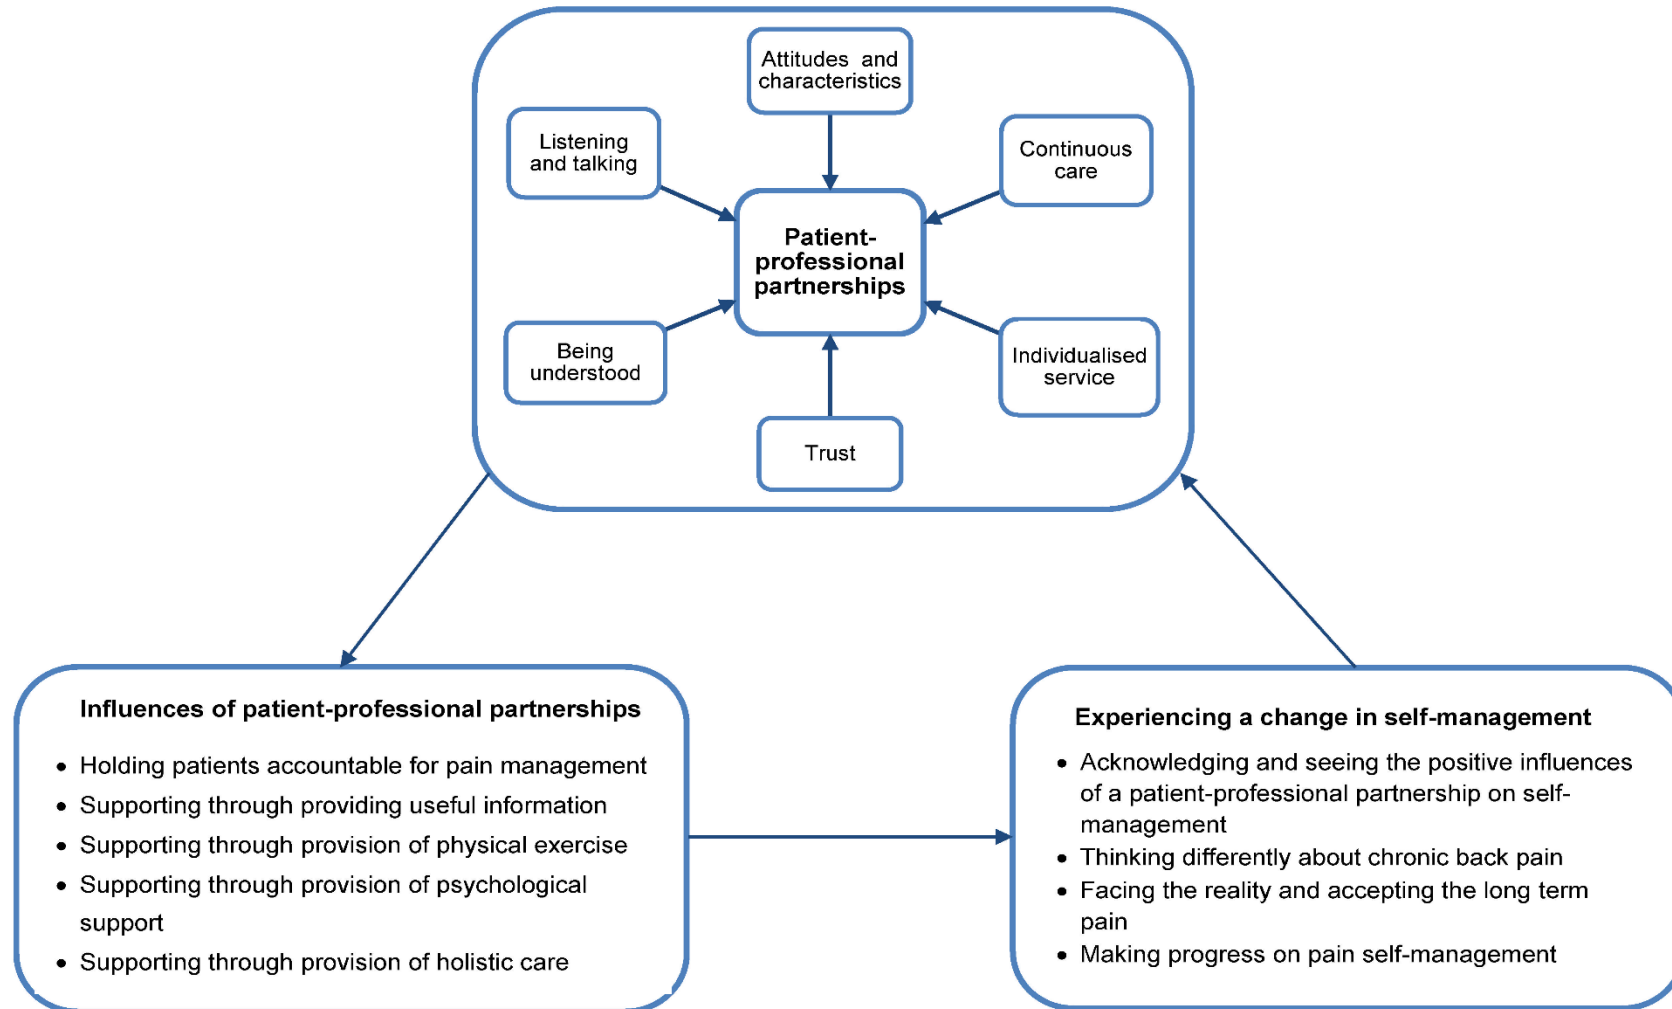 Attitudes and
characteristics
Listening
and talking
Continuous
care
Patient-
professional
partnerships
Being
understood
Individualised
service
Trust
Influences of patient-professional partnerships
• Holding patients accountable for pain management
• Supporting through providing useful information
• Supporting through provision of physical exercise
• Supporting through provision of psychological
support
• Supporting through provision of holistic care
Experiencing a change in self-management
• Acknowledging and seeing the positive influences
of a patient-professional partnership on self-
management
• Thinking differently about chronic back pain
• Facing the reality and accepting the long term
pain
• Making progress on pain self-management